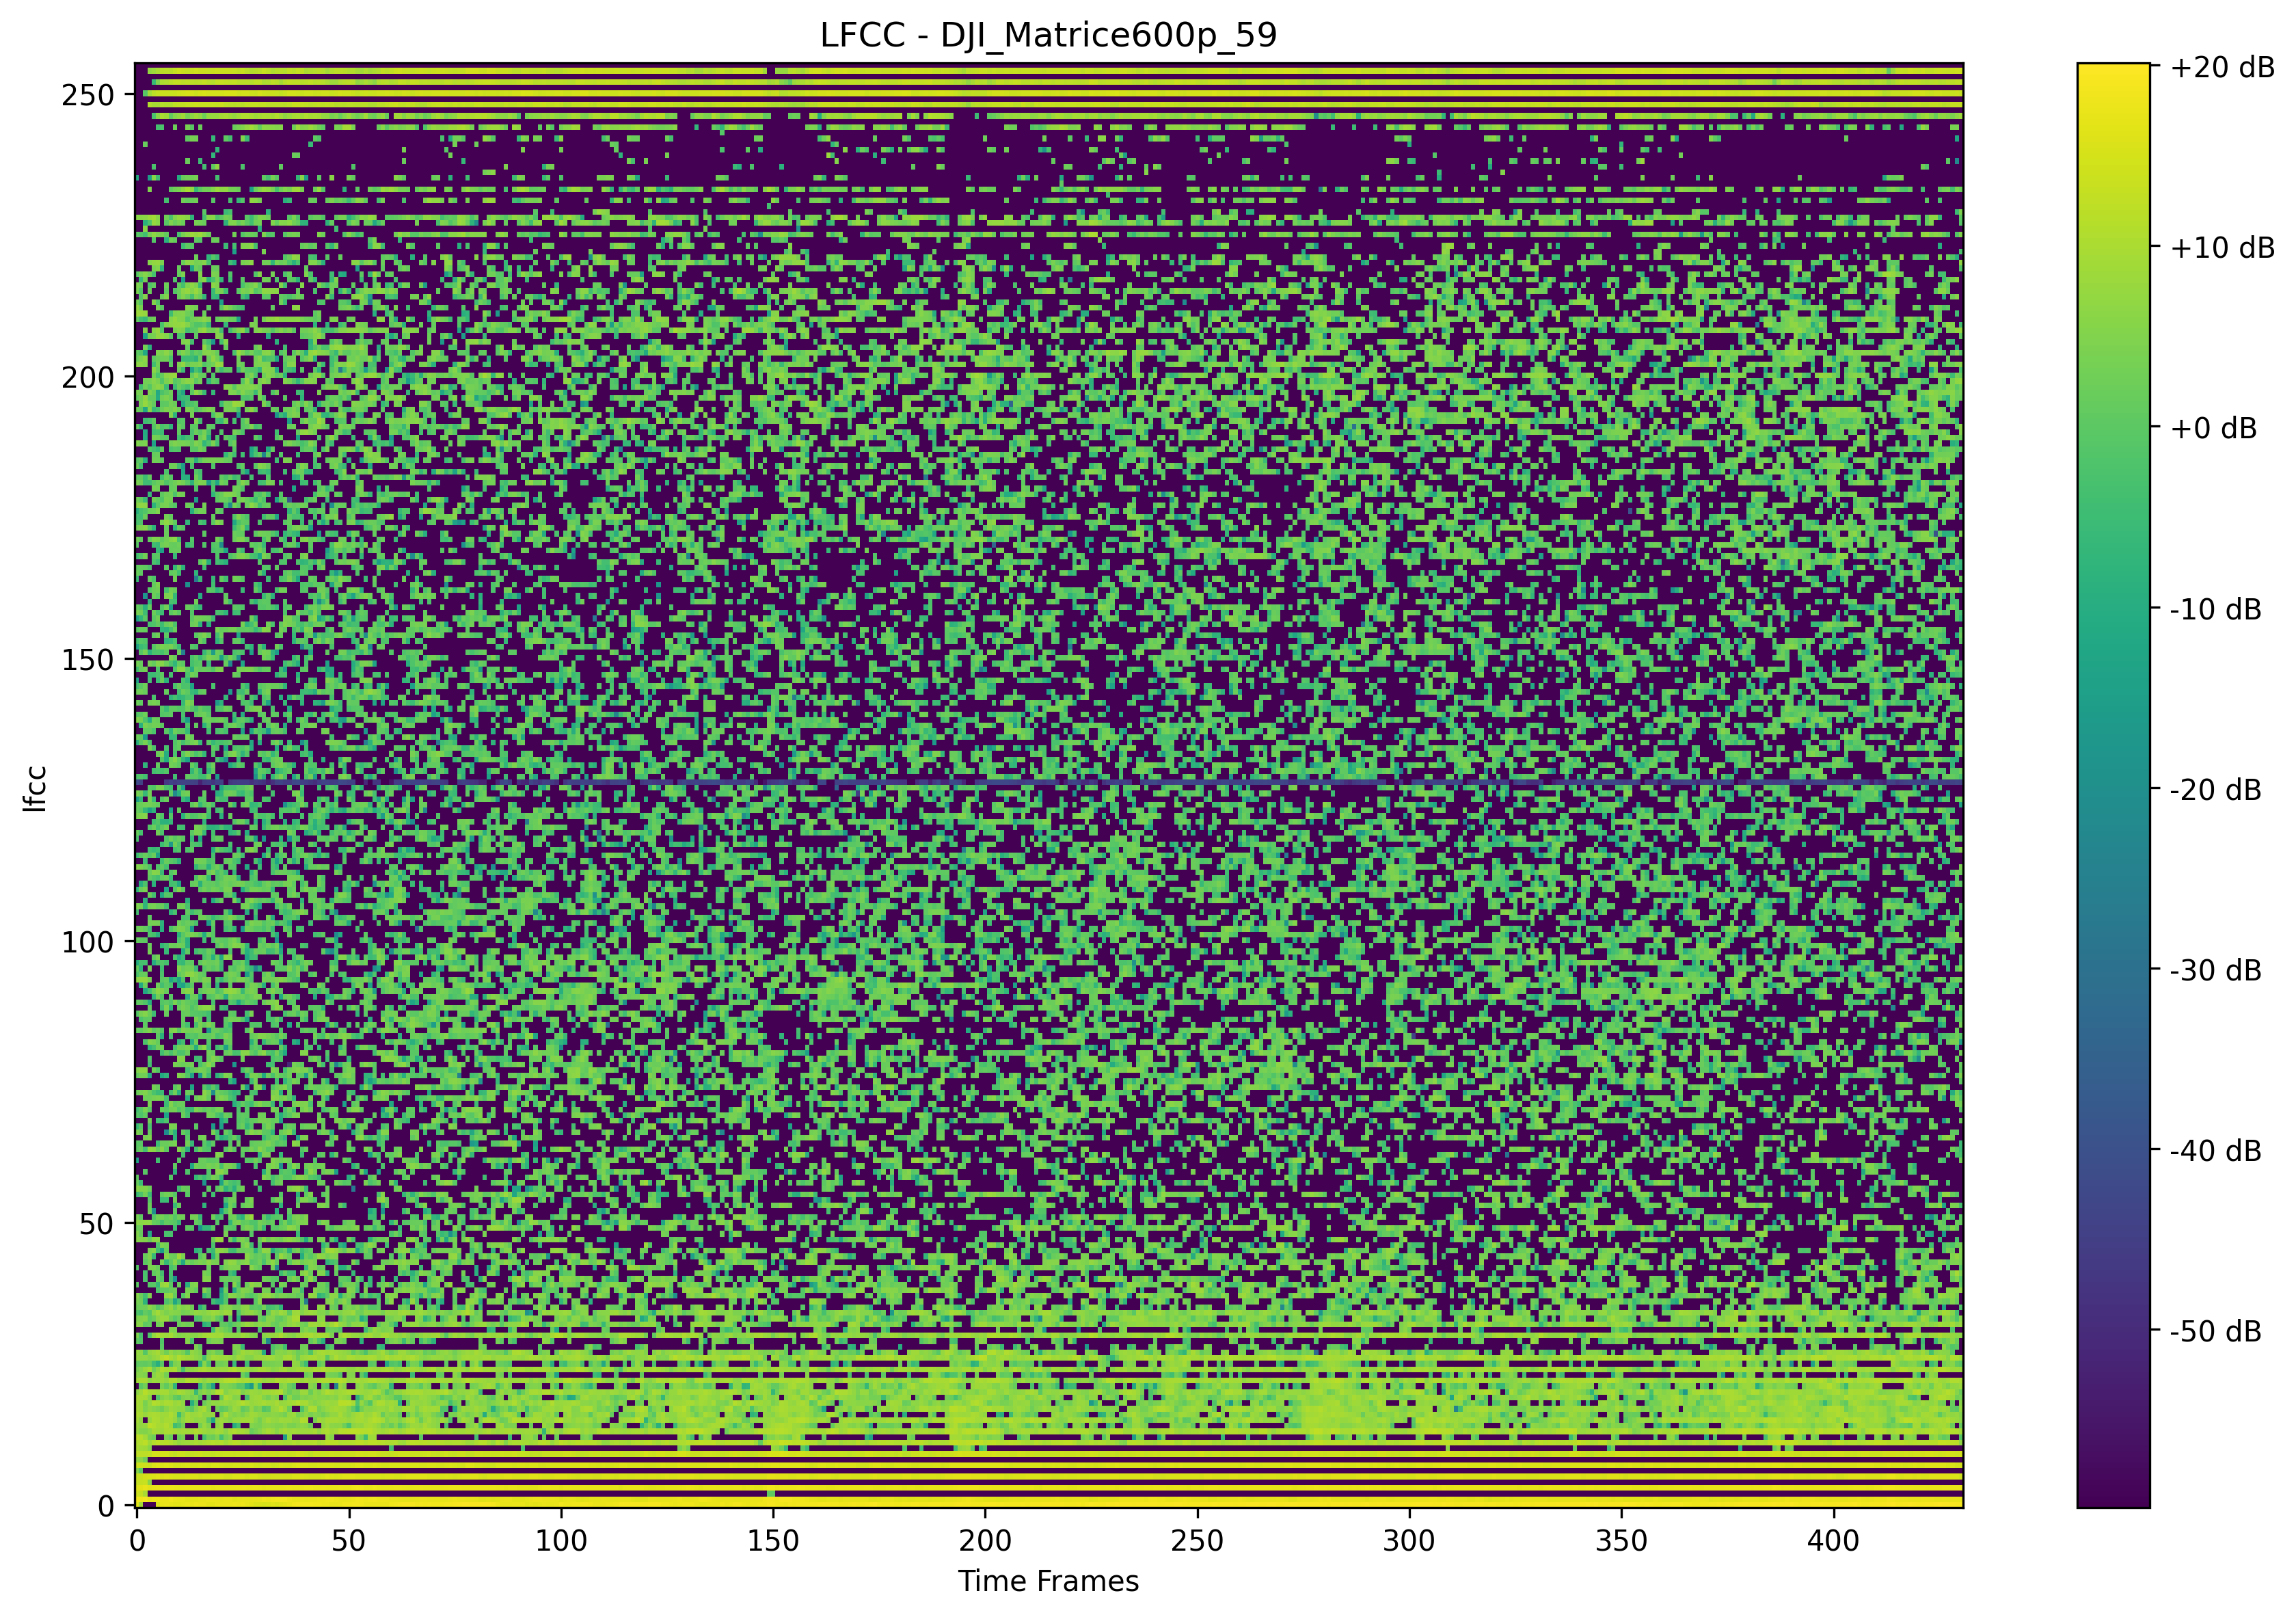 LFCC - DJI_Matrice600p_59
250
200
150
100
50
0
lfcc
0 50 100 150 200 250 300 350 400
Time Frames
+20 dB
+10 dB
+0 dB
-10 dB
-20 dB
-30 dB
-40 dB
-50 dB